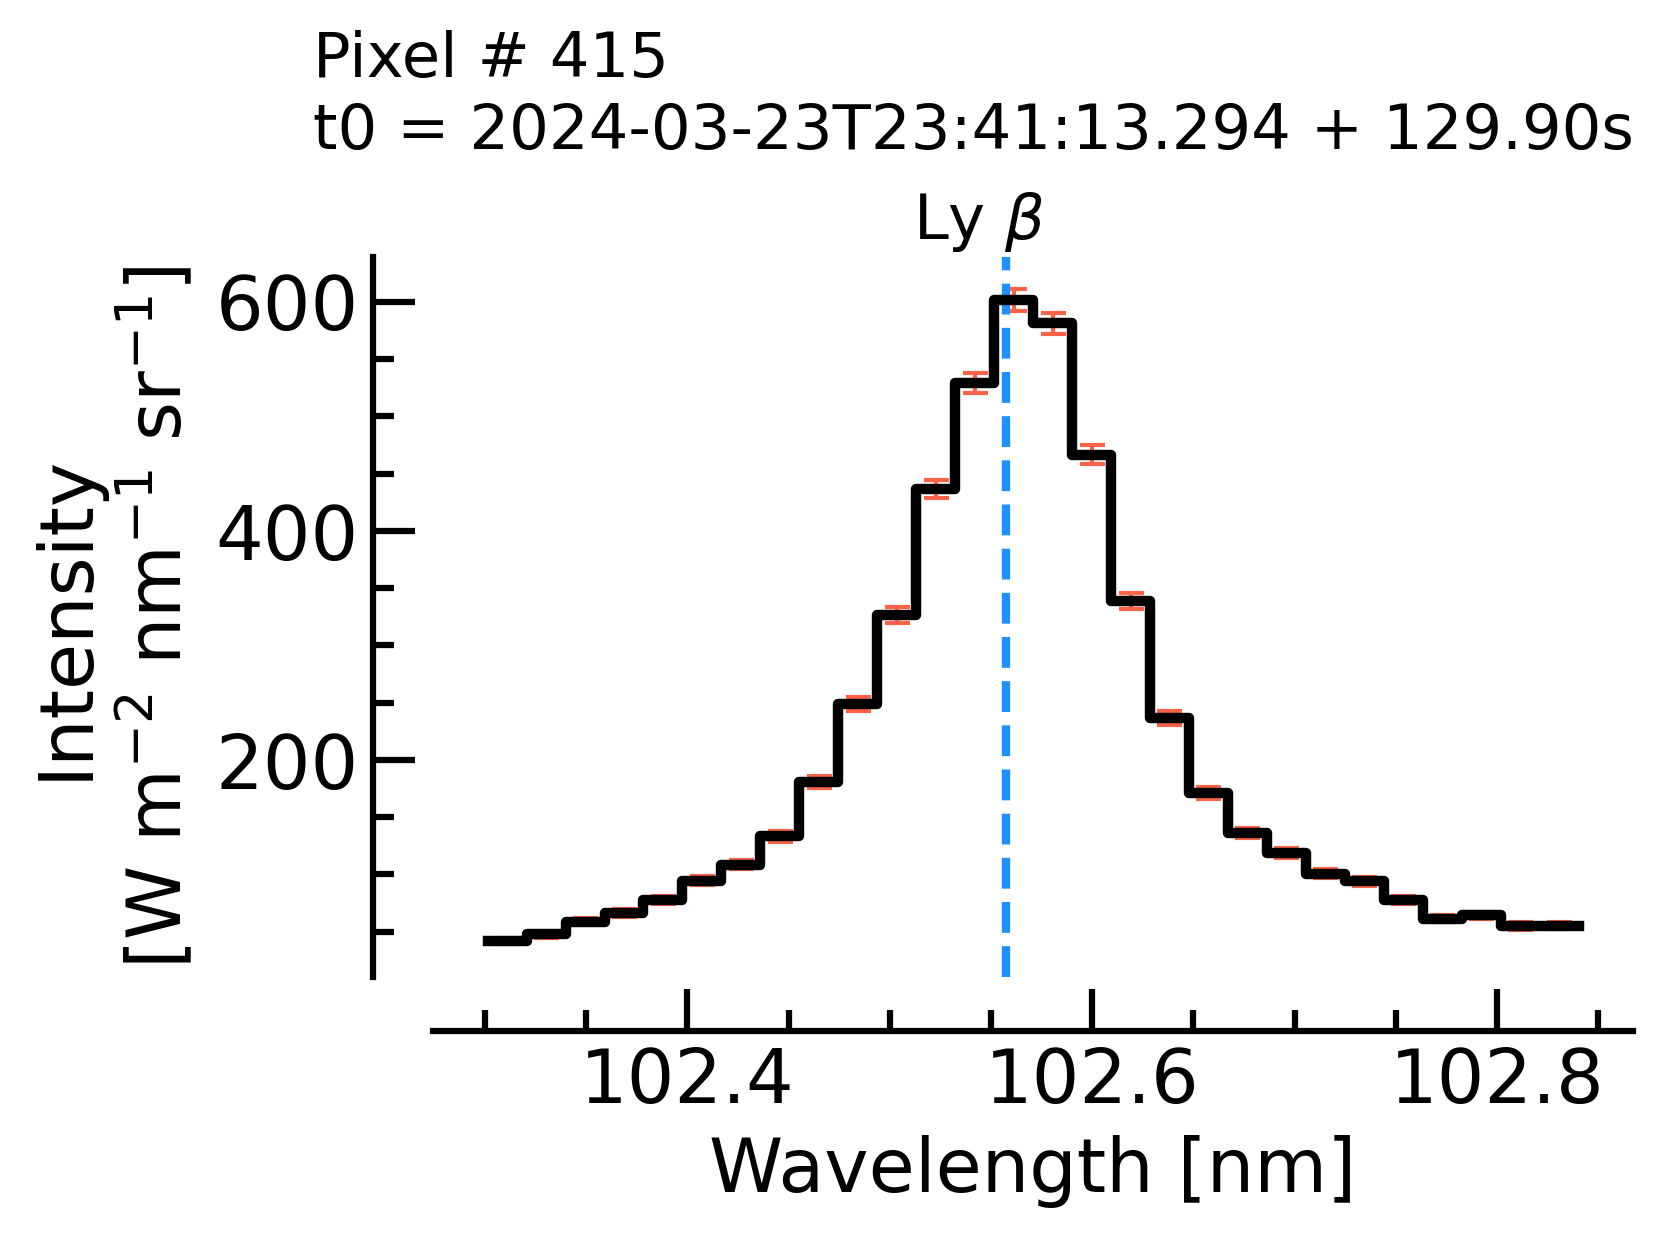 Pixel # 415
t0 = 2024-03-23T23:41:13.294 + 129.90s
Ly β
Intensity
[W m⁻² nm⁻¹ sr⁻¹]
600
400
200
102.4 102.6 102.8
Wavelength [nm]